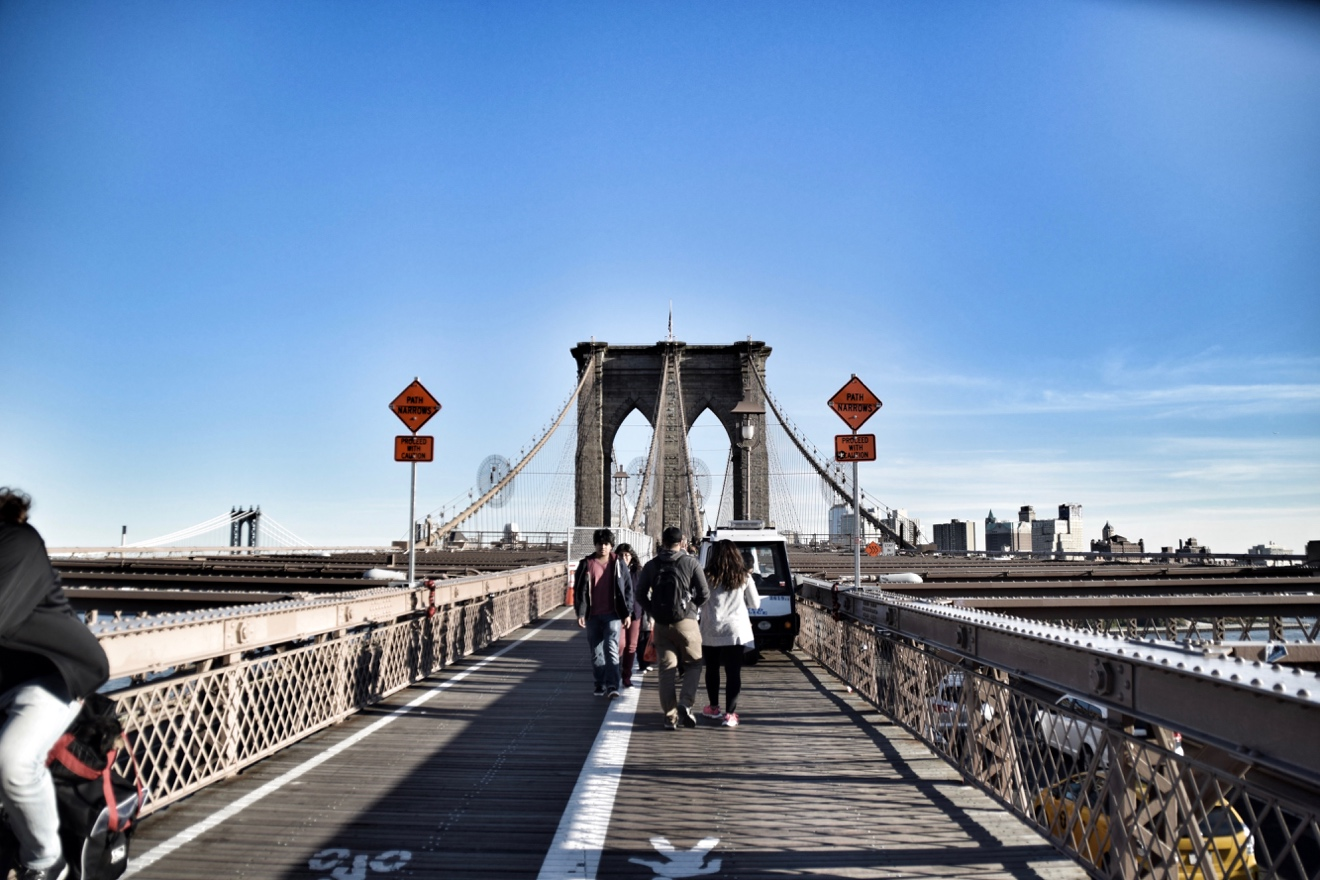 PATH
NARROWS
PROCEED
WITH
CAUTION
PATH
NARROWS
PROCEED
WITH
CAUTION